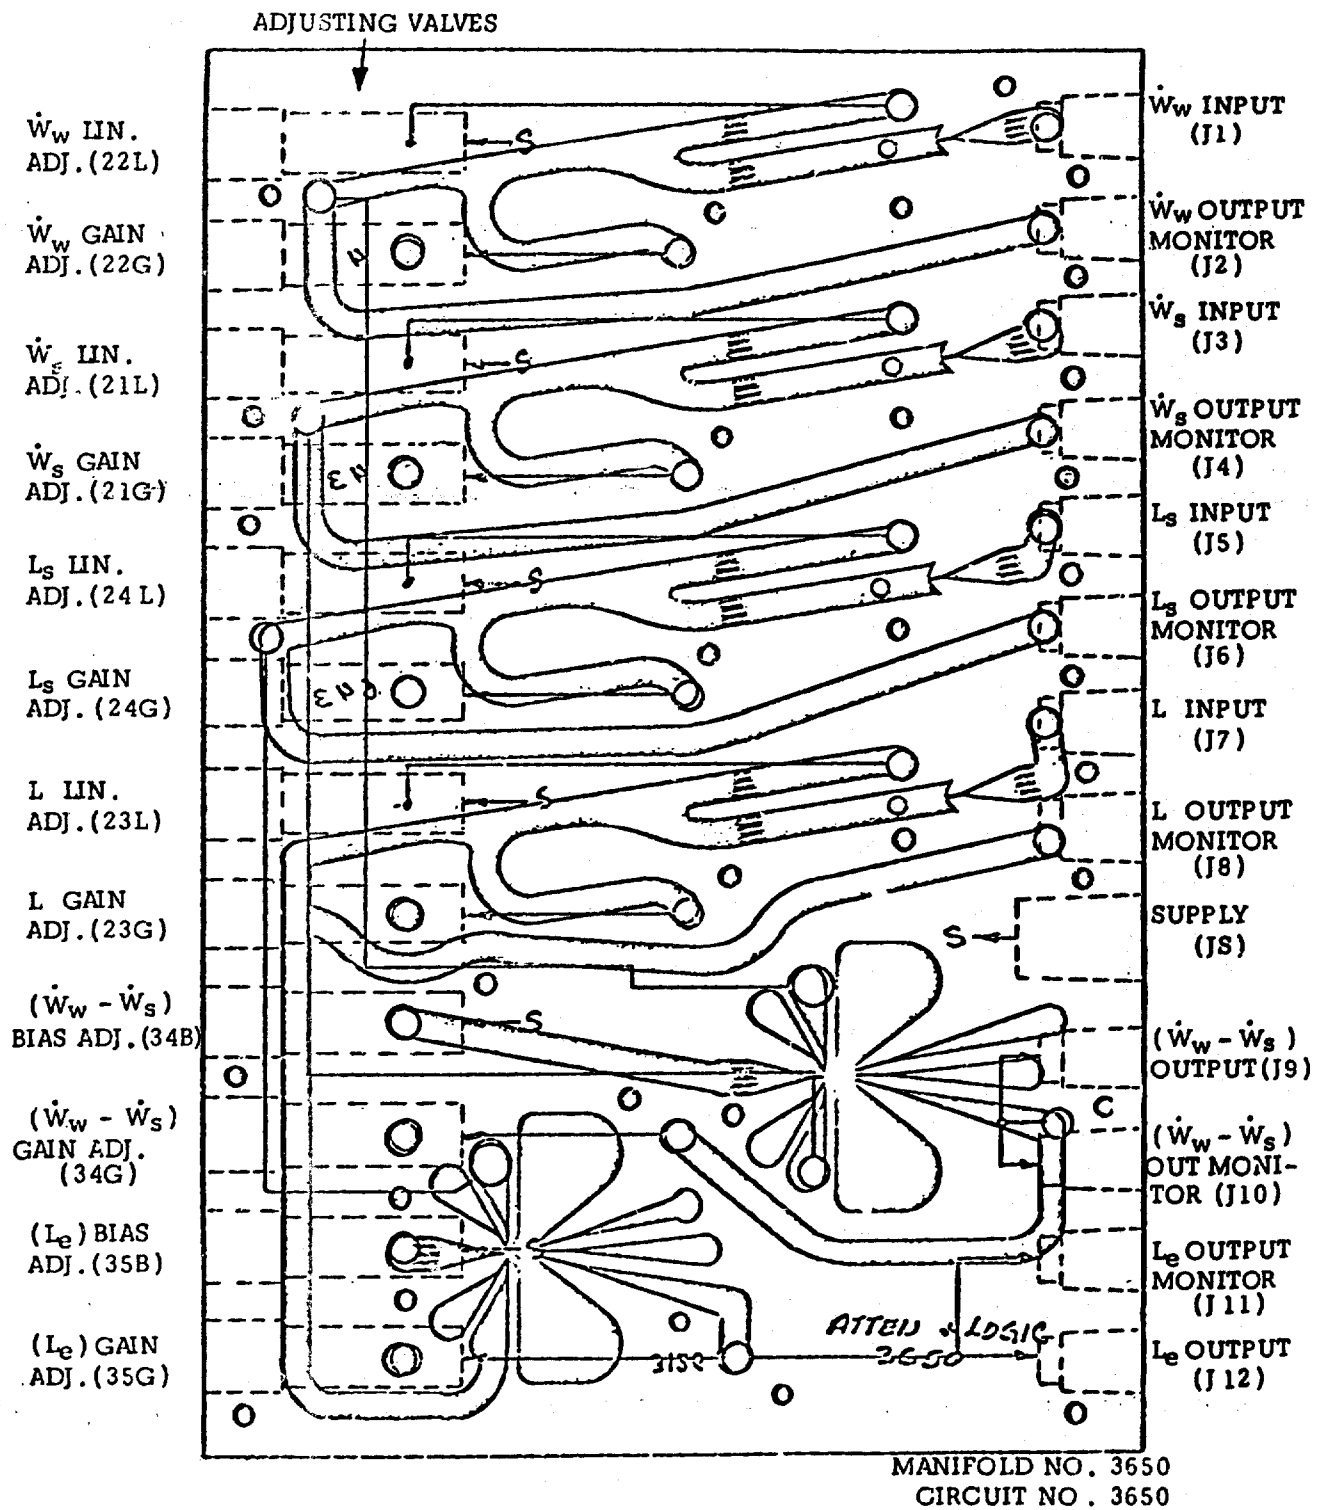 ADJUSTING VALVES
Ẇw LIN.
ADJ.(22L)
Ẇw GAIN
ADJ.(22G)
Ẇs LIN.
ADJ.(21L)
Ẇs GAIN
ADJ.(21G)
Ls LIN.
ADJ.(24L)
Ls GAIN
ADJ.(24G)
L LIN.
ADJ.(23L)
L GAIN
ADJ.(23G)
(Ẇw - Ẇs)
BIAS ADJ.(34B)
(Ẇw - Ẇs)
GAIN ADJ.
(34G)
(Le) BIAS
ADJ.(35B)
(Le) GAIN
ADJ.(35G)
S
S
S
S
S
S
ATTEN & LOGIC
3650
Ẇw INPUT
(J1)
Ẇw OUTPUT
MONITOR
(J2)
Ẇs INPUT
(J3)
Ẇs OUTPUT
MONITOR
(J4)
Ls INPUT
(J5)
Ls OUTPUT
MONITOR
(J6)
L INPUT
(J7)
L OUTPUT
MONITOR
(J8)
SUPPLY
(JS)
(Ẇw - Ẇs)
OUTPUT(J9)
(Ẇw - Ẇs)
OUT MONI-
TOR (J10)
Le OUTPUT
MONITOR
(J11)
Le OUTPUT
(J12)
MANIFOLD NO. 3650
CIRCUIT NO. 3650